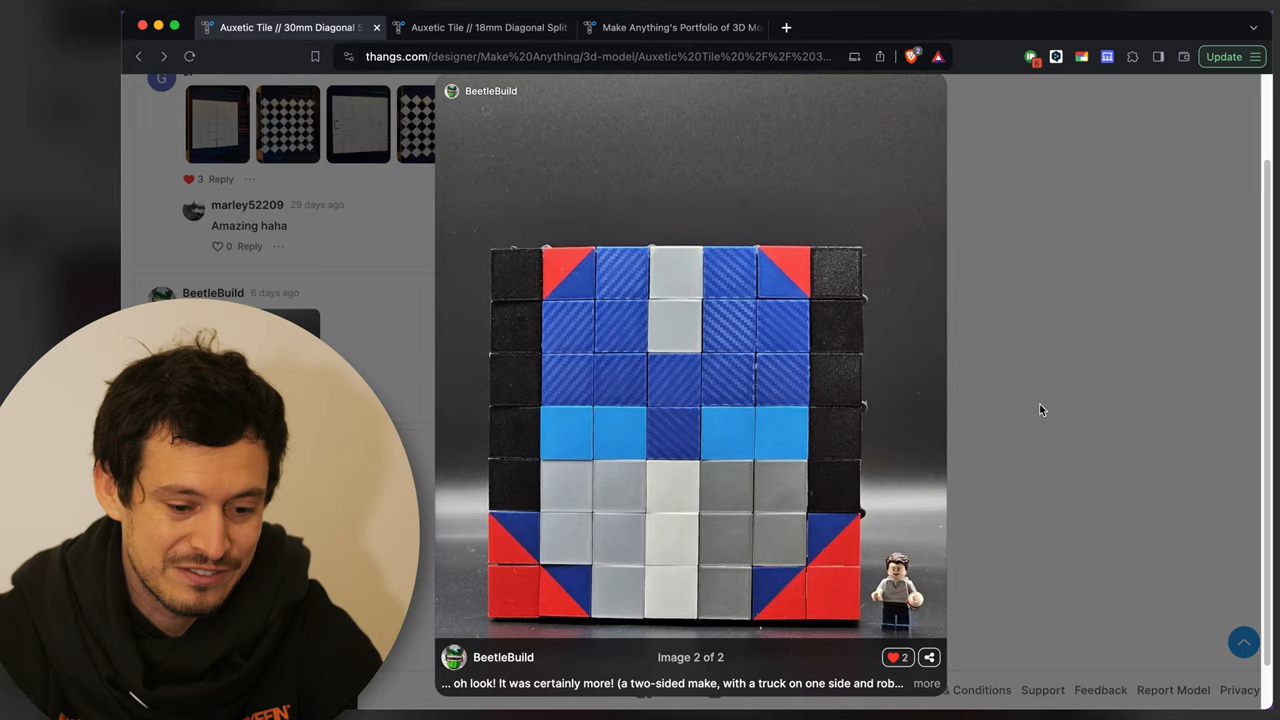 Auxetic Tile // 30mm Diagonal S
Auxetic Tile // 18mm Diagonal Split
Make Anything's Portfolio of 3D Mo
thangs.com/designer/Make%20Anything/3d-model/Auxetic%20Tile%20%2F%2F%203...
2
6
Update
G
BeetleBuild
3 Reply
marley52209 29 days ago
Amazing haha
0 Reply
BeetleBuild 6 days ago
BeetleBuild
Image 2 of 2
2
... oh look! It was certainly more! (a two-sided make, with a truck on one side and rob...
more
& Conditions Support Feedback Report Model Privacy